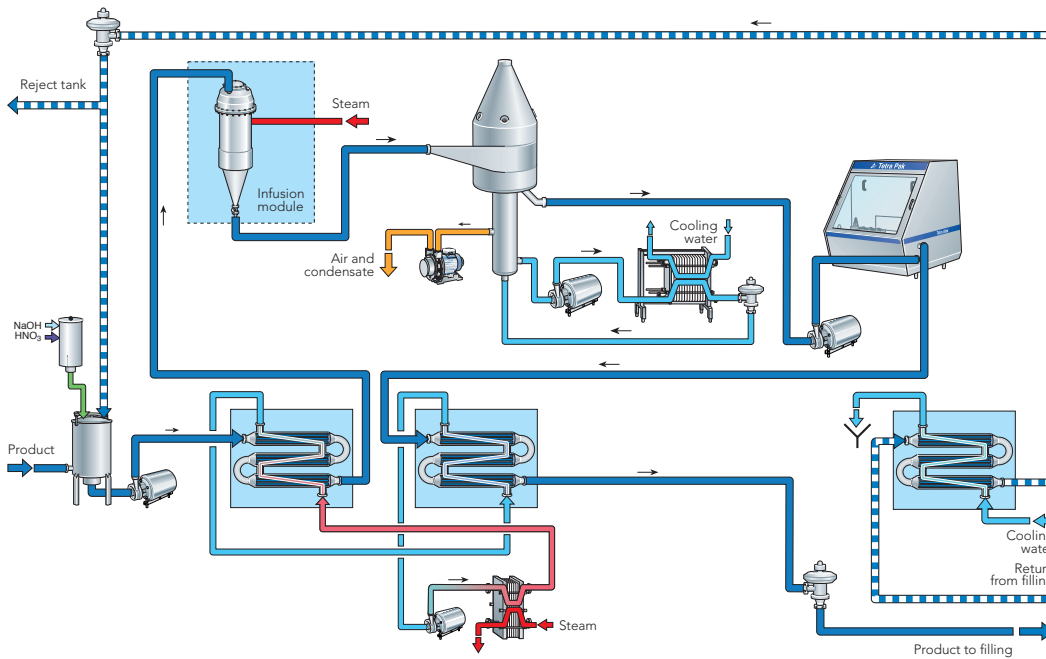 Reject tank
Steam
Infusion
module
Air and
condensate
Cooling
water
Tetra Pak
NaOH
HNO₃
Product
Steam
Coolin
wate
Retur
from fillin
Product to filling